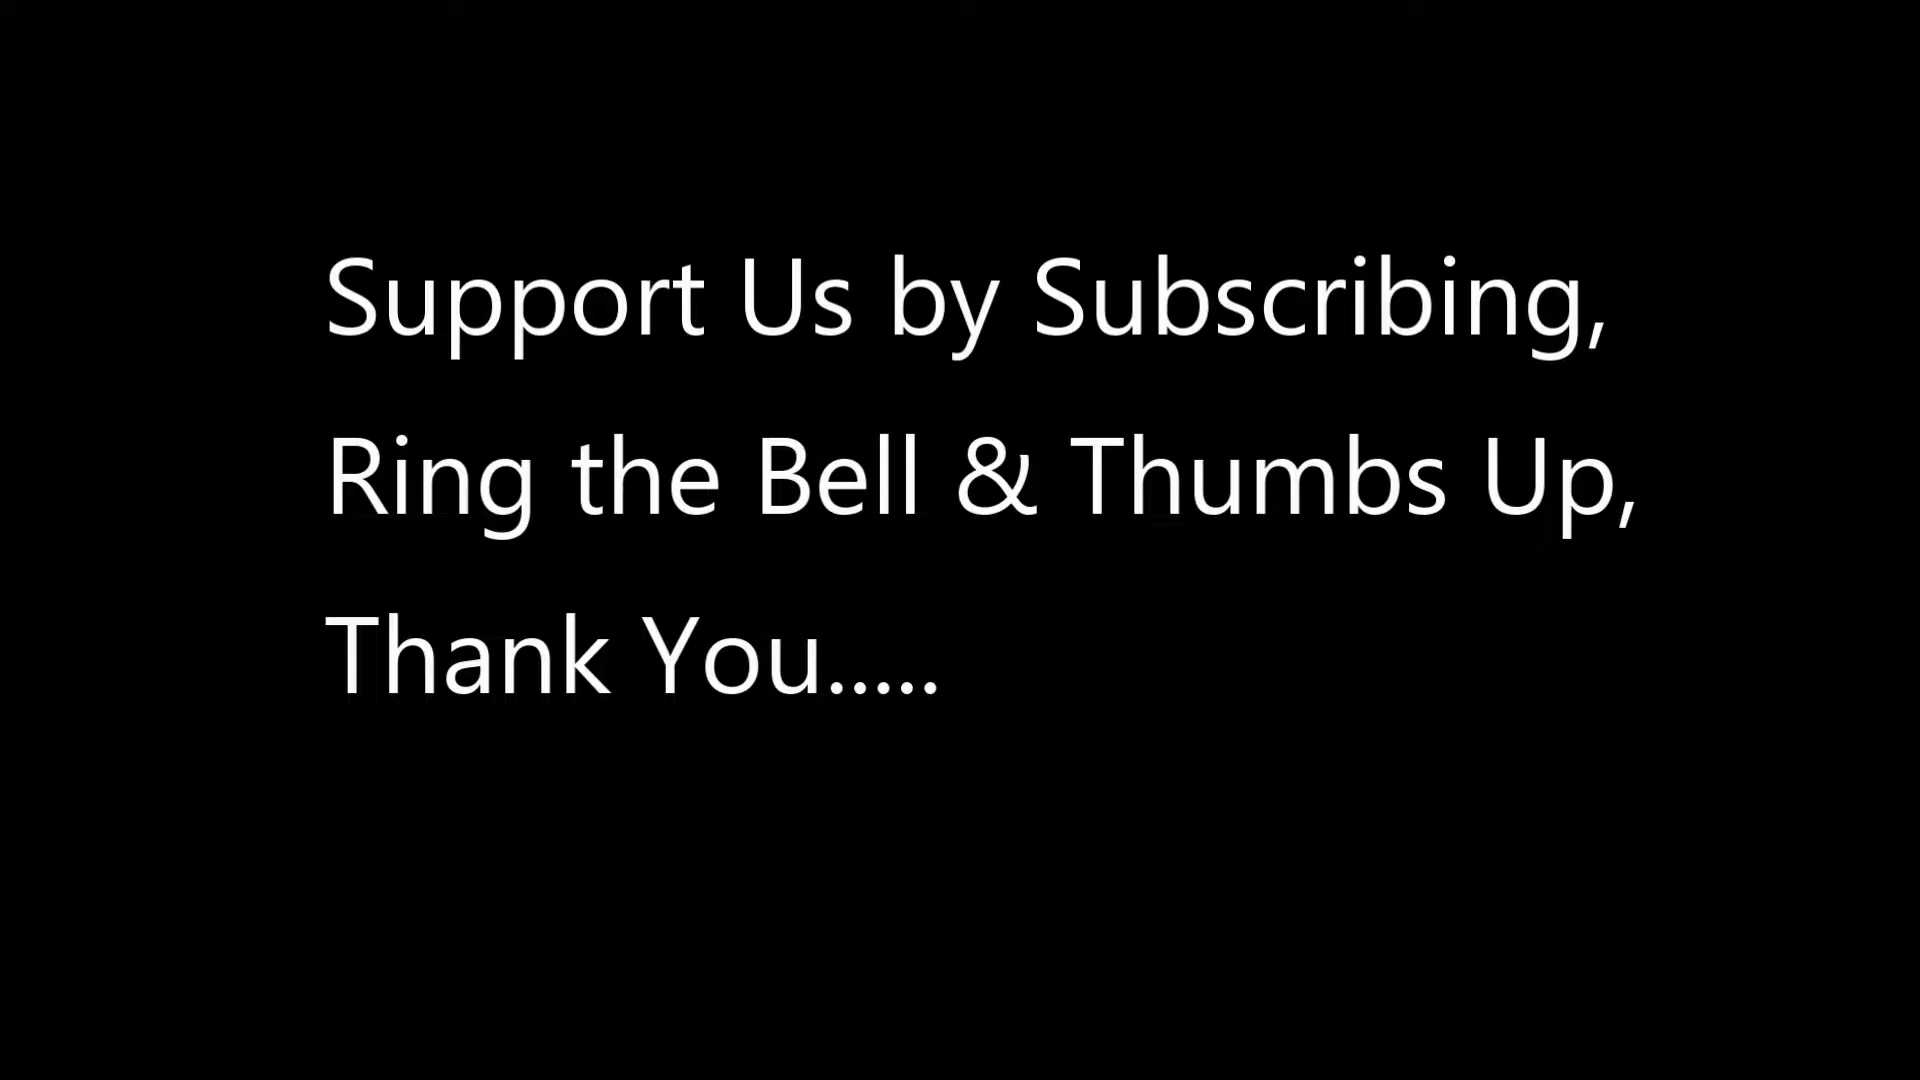 Support Us by Subscribing,
Ring the Bell & Thumbs Up,
Thank You.....